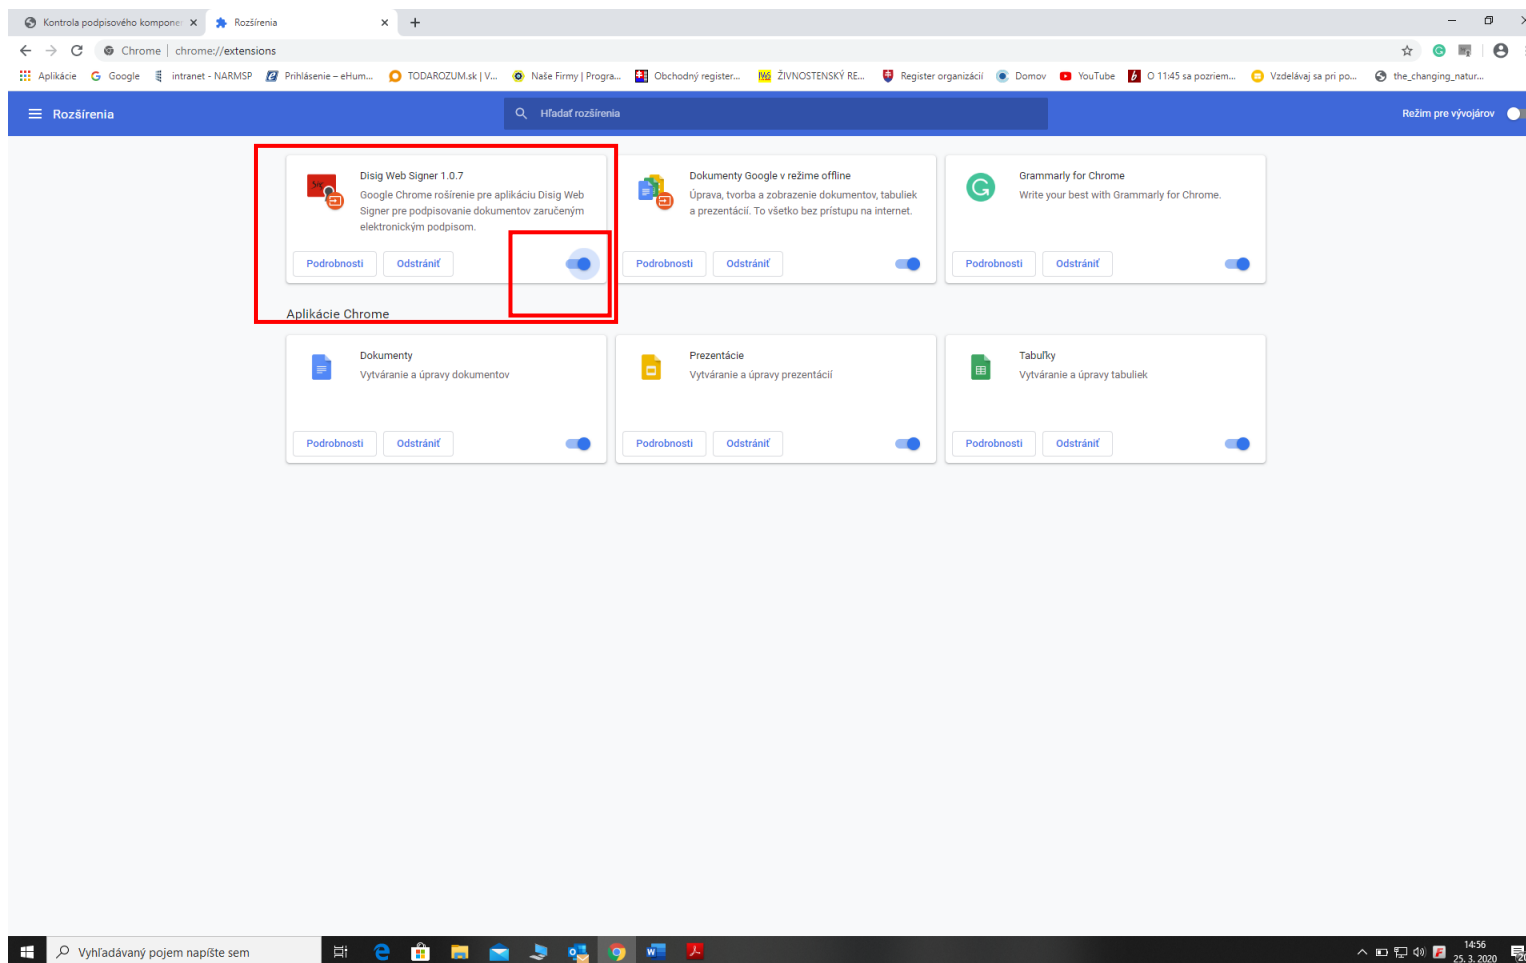 Kontrola podpisového kompone
Rozšírenia
Chrome | chrome://extensions
Aplikácie
Google
intranet - NARMSP
Prihlásenie – eHum...
TODAROZUM.sk | V...
Naše Firmy | Progra...
Obchodný register...
ŽIVNOSTENSKÝ RE...
Register organizácií
Domov
YouTube
O 11:45 sa pozriem...
Vzdelávaj sa pri po...
the_changing_natur...
Rozšírenia
Hľadať rozšírenia
Režim pre vývojárov
Disig Web Signer 1.0.7
Google Chrome rošírenie pre aplikáciu Disig Web
Signer pre podpisovanie dokumentov zaručeným
elektronickým podpisom.
Podrobnosti
Odstrániť
Dokumenty Google v režime offline
Úprava, tvorba a zobrazenie dokumentov, tabuliek
a prezentácií. To všetko bez prístupu na internet.
Podrobnosti
Odstrániť
Grammarly for Chrome
Write your best with Grammarly for Chrome.
Podrobnosti
Odstrániť
Aplikácie Chrome
Dokumenty
Vytváranie a úpravy dokumentov
Podrobnosti
Odstrániť
Prezentácie
Vytváranie a úpravy prezentácií
Podrobnosti
Odstrániť
Tabuľky
Vytváranie a úpravy tabuliek
Podrobnosti
Odstrániť
Vyhľadávaný pojem napíšte sem
14:56
25. 3. 2020